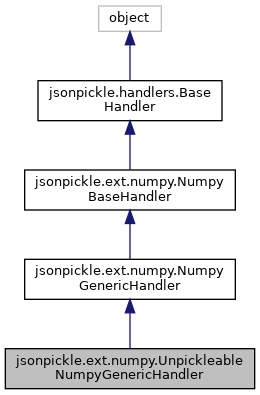 object
jsonpickle.handlers.Base
Handler
jsonpickle.ext.numpy.Numpy
BaseHandler
jsonpickle.ext.numpy.Numpy
GenericHandler
jsonpickle.ext.numpy.Unpickleable
NumpyGenericHandler